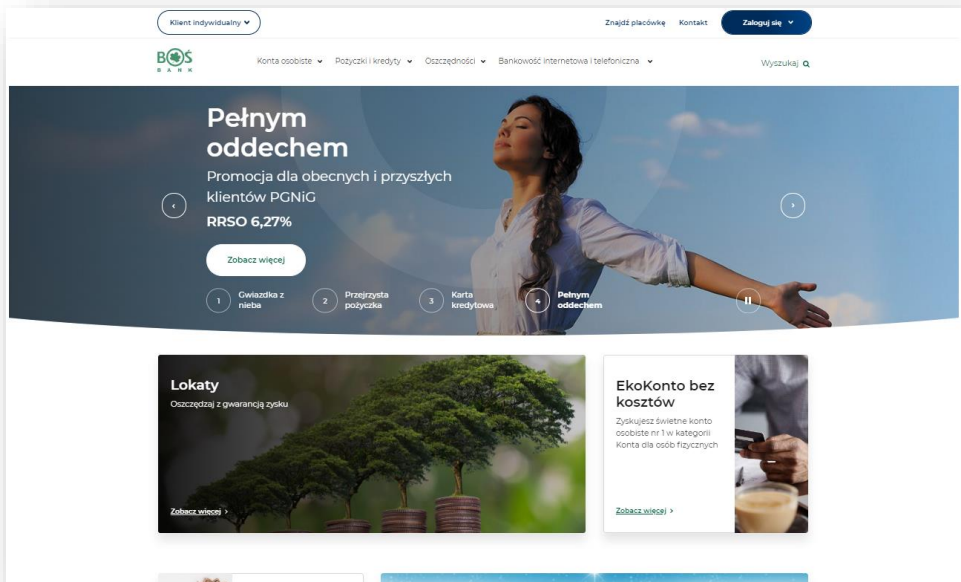 Klient indywidualny
Znajdź placówkę Kontakt Zaloguj się
BOŚ
BANK
Konta osobiste Pożyczki i kredyty Oszczędności Bankowość internetowa i telefoniczna
Wyszukaj
Pełnym
oddechem
Promocja dla obecnych i przyszłych
klientów PGNiG
RRSO 6,27%
Zobacz więcej
1 Gwiazdka z
nieba
2 Przejrzysta
pożyczka
3 Karta
kredytowa
4 Pełnym
oddechem
Lokaty
Oszczędzaj z gwarancją zysku
Zobacz więcej
EkoKonto bez
kosztów
Zyskujesz świetne konto
osobiste nr 1 w kategorii
Konta dla osób fizycznych
Zobacz więcej